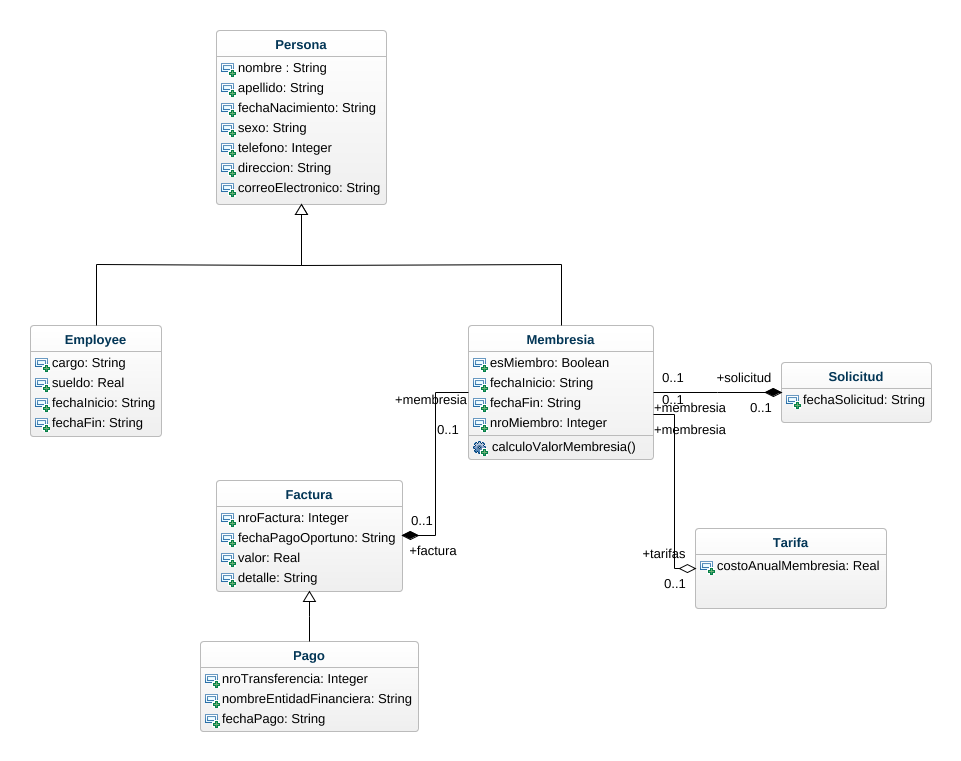 Persona
nombre : String
apellido: String
fechaNacimiento: String
sexo: String
telefono: Integer
direccion: String
correoElectronico: String
Employee
cargo: String
sueldo: Real
fechaInicio: String
fechaFin: String
Membresia
esMiembro: Boolean
fechaInicio: String
fechaFin: String
nroMiembro: Integer
calculoValorMembresia()
0..1
+solicitud
0..1
+membresia
0..1
+membresia
Solicitud
fechaSolicitud: String
+membresia
0..1
0..1
+factura
Factura
nroFactura: Integer
fechaPagoOportuno: String
valor: Real
detalle: String
+tarifas
0..1
Tarifa
costoAnualMembresia: Real
Pago
nroTransferencia: Integer
nombreEntidadFinanciera: String
fechaPago: String